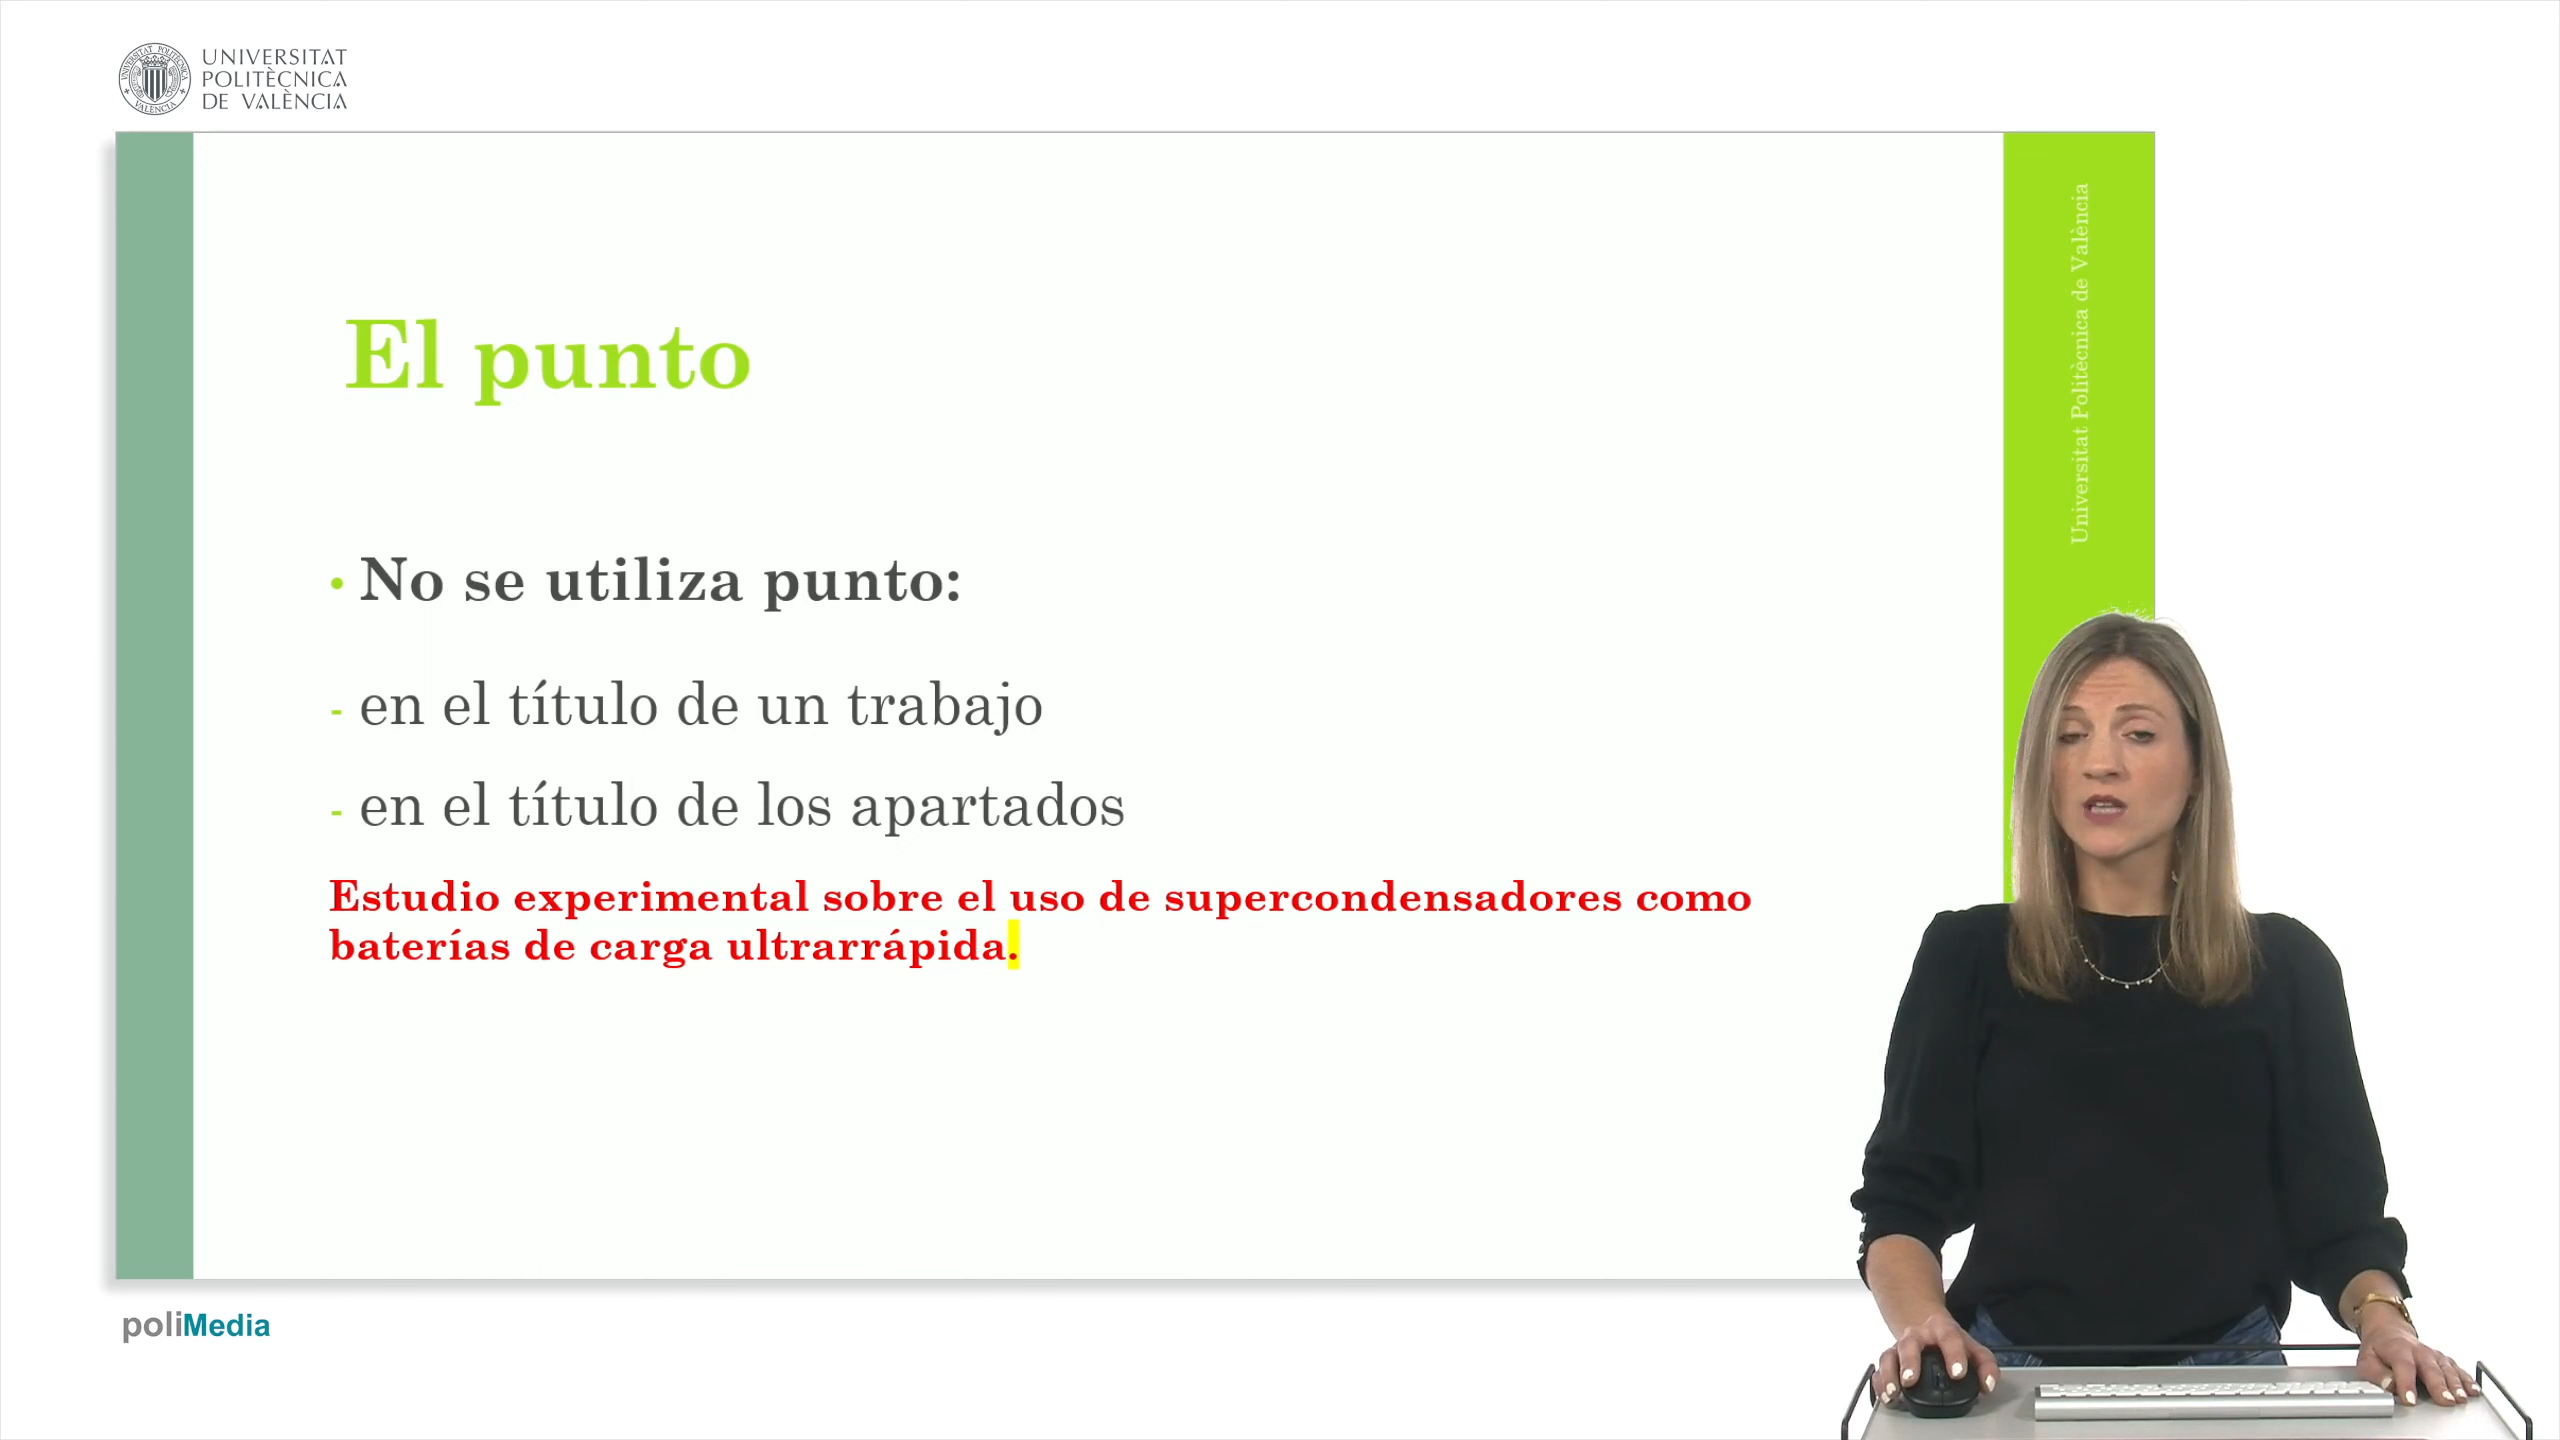 UNIVERSITAT
POLITÈCNICA
DE VALÈNCIA
El punto
• No se utiliza punto:
- en el título de un trabajo
- en el título de los apartados
Estudio experimental sobre el uso de supercondensadores como
baterías de carga ultrarrápida.
Universitat Politècnica de València
poliMedia